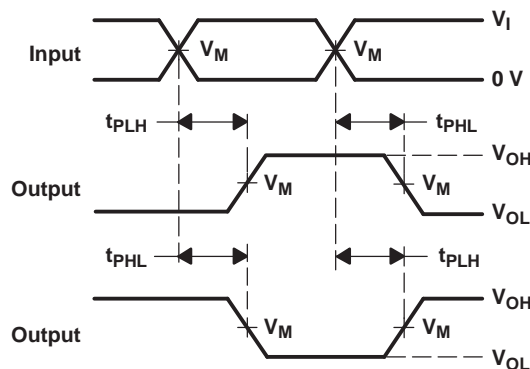 V_I
Input
V_M
V_M
0 V
t_PLH
t_PHL
V_OH
Output
V_M
V_M
V_OL
t_PHL
t_PLH
V_OH
Output
V_M
V_M
V_OL